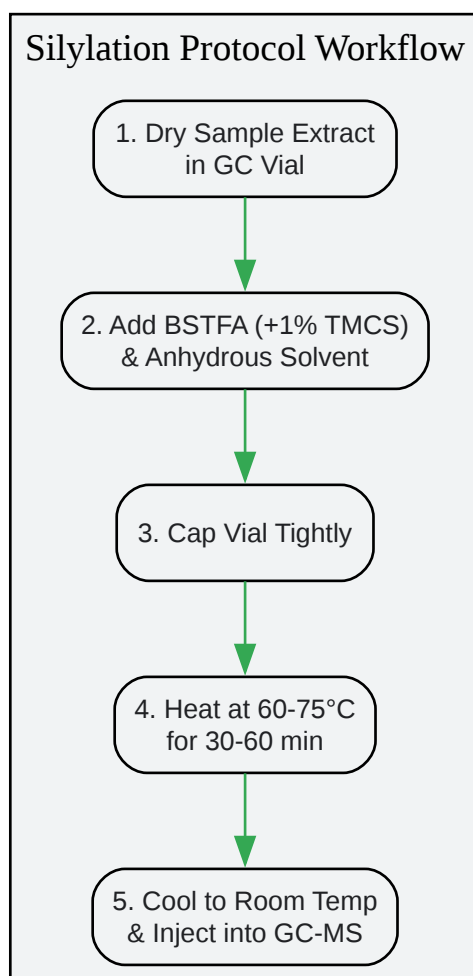 Silylation Protocol Workflow
1. Dry Sample Extract
in GC Vial
2. Add BSTFA (+1% TMCS)
& Anhydrous Solvent
3. Cap Vial Tightly
4. Heat at 60-75°C
for 30-60 min
5. Cool to Room Temp
& Inject into GC-MS